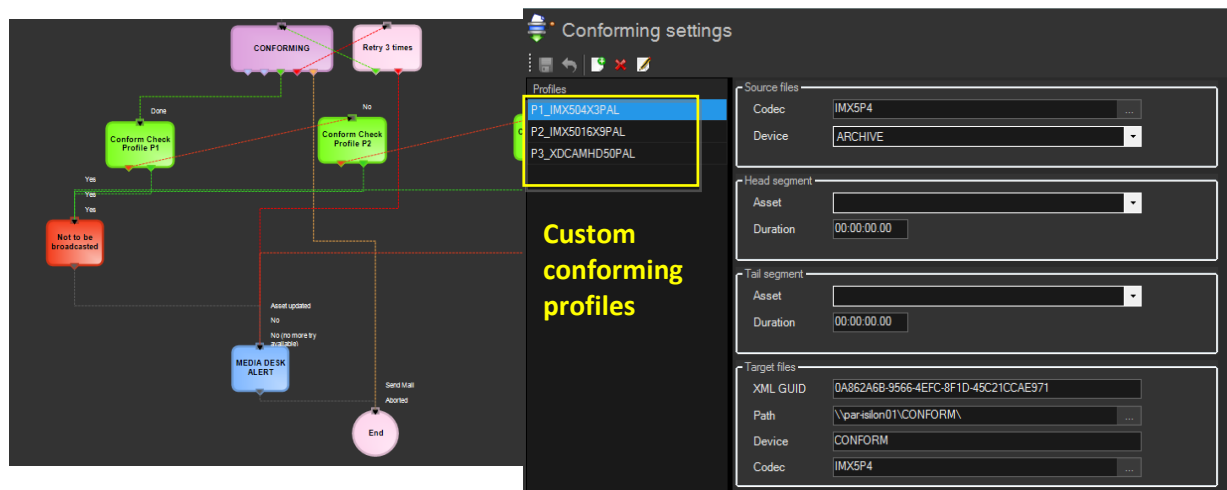 CONFORMING
Retry 3 times
Done
No
Conform Check
Profile P1
Conform Check
Profile P2
Yes
Yes
Yes
Not to be
broadcasted
Asset updated
No
No (no more try
available)
MEDIA DESK
ALERT
Send Mail
Aborted
End
Conforming settings
Profiles
P1_IMX504X3PAL
P2_IMX5016X9PAL
P3_XDCAMHD50PAL
Custom
conforming
profiles
Source files
Codec IMX5P4 ...
Device ARCHIVE
Head segment
Asset
Duration 00:00:00.00
Tail segment
Asset
Duration 00:00:00.00
Target files
XML GUID 0A862A6B-9566-4EFC-8F1D-45C21CCAE971
Path \\par-isilon01\CONFORM\ ...
Device CONFORM
Codec IMX5P4 ...